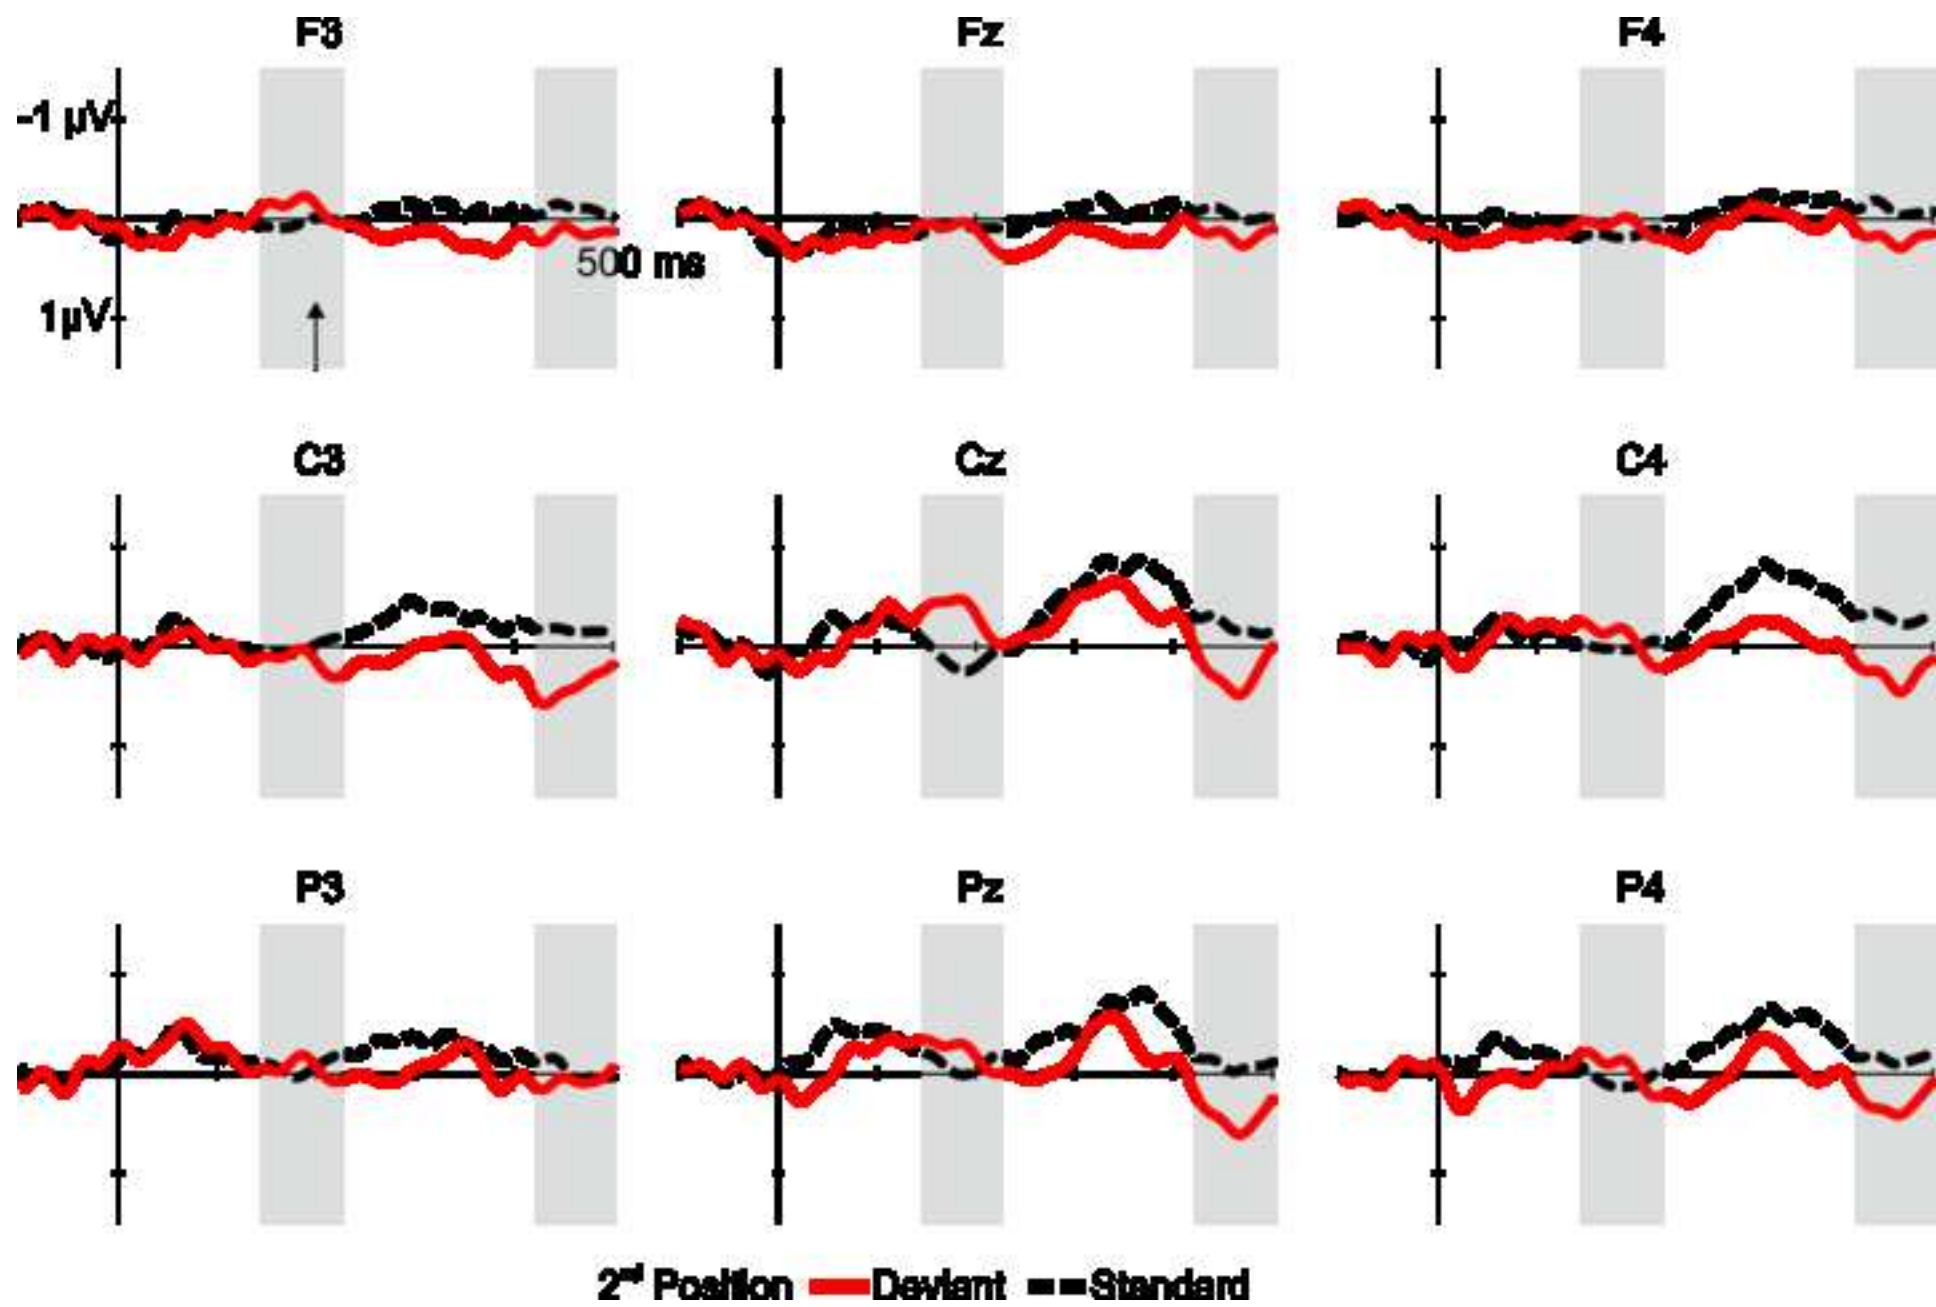 F3 Fz F4
-1 µV
500 ms
1µV
C3 Cz C4
P3 Pz P4
2nd Position Deviant Standard